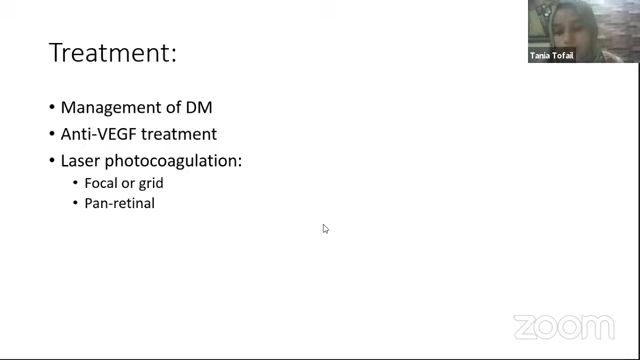 Treatment:
• Management of DM
• Anti-VEGF treatment
• Laser photocoagulation:
• Focal or grid
• Pan-retinal
Tania Tofail
zoom